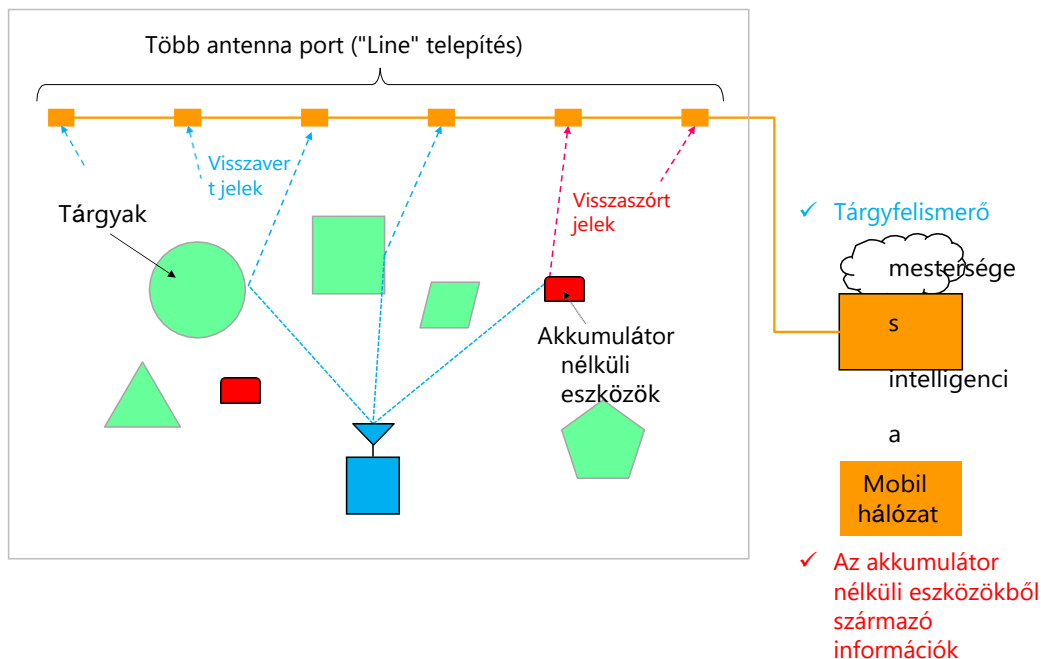 Több antenna port ("Line" telepítés)
Visszaver
t jelek
Tárgyak
Visszaszórt
jelek
Akkumulátor
nélküli
eszközök
✓ Tárgyfelismerő
mestersége
s
intelligenci
a
Mobil
hálózat
✓ Az akkumulátor
nélküli eszközökből
származó
információk